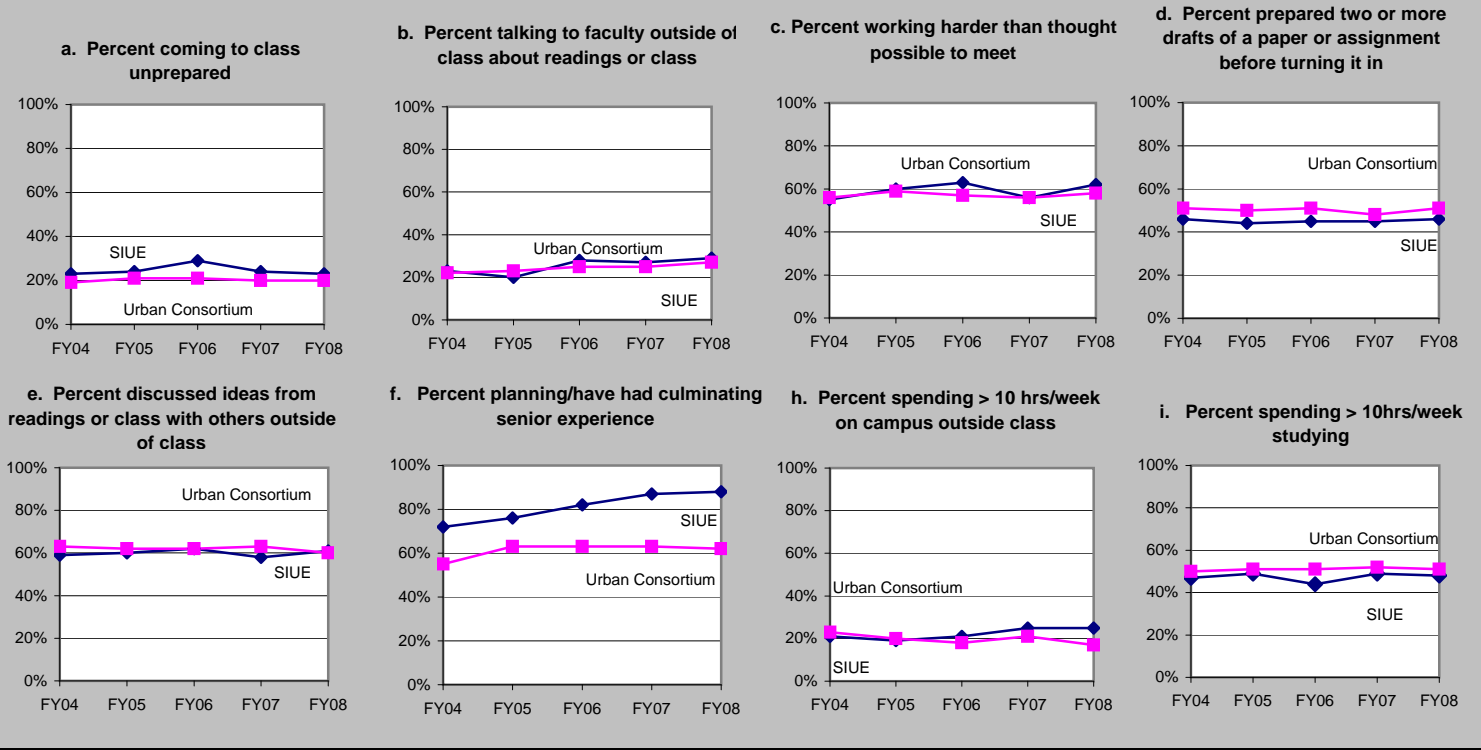 a. Percent coming to class
unprepared
100%
80%
60%
40%
20%
0%
SIUE
Urban Consortium
FY04 FY05 FY06 FY07 FY08
b. Percent talking to faculty outside of
class about readings or class
100%
80%
60%
40%
20%
0%
Urban Consortium
SIUE
FY04 FY05 FY06 FY07 FY08
c. Percent working harder than thought
possible to meet
100%
80%
60%
40%
20%
0%
Urban Consortium
SIUE
FY04 FY05 FY06 FY07 FY08
d. Percent prepared two or more
drafts of a paper or assignment
before turning it in
100%
80%
60%
40%
20%
0%
Urban Consortium
SIUE
FY04 FY05 FY06 FY07 FY08
e. Percent discussed ideas from
readings or class with others outside
of class
100%
80%
60%
40%
20%
0%
Urban Consortium
SIUE
FY04 FY05 FY06 FY07 FY08
f. Percent planning/have had culminating
senior experience
100%
80%
60%
40%
20%
0%
SIUE
Urban Consortium
FY04 FY05 FY06 FY07 FY08
h. Percent spending > 10 hrs/week
on campus outside class
100%
80%
60%
40%
20%
0%
Urban Consortium
SIUE
FY04 FY05 FY06 FY07 FY08
i. Percent spending > 10hrs/week
studying
100%
80%
60%
40%
20%
0%
Urban Consortium
SIUE
FY04 FY05 FY06 FY07 FY08